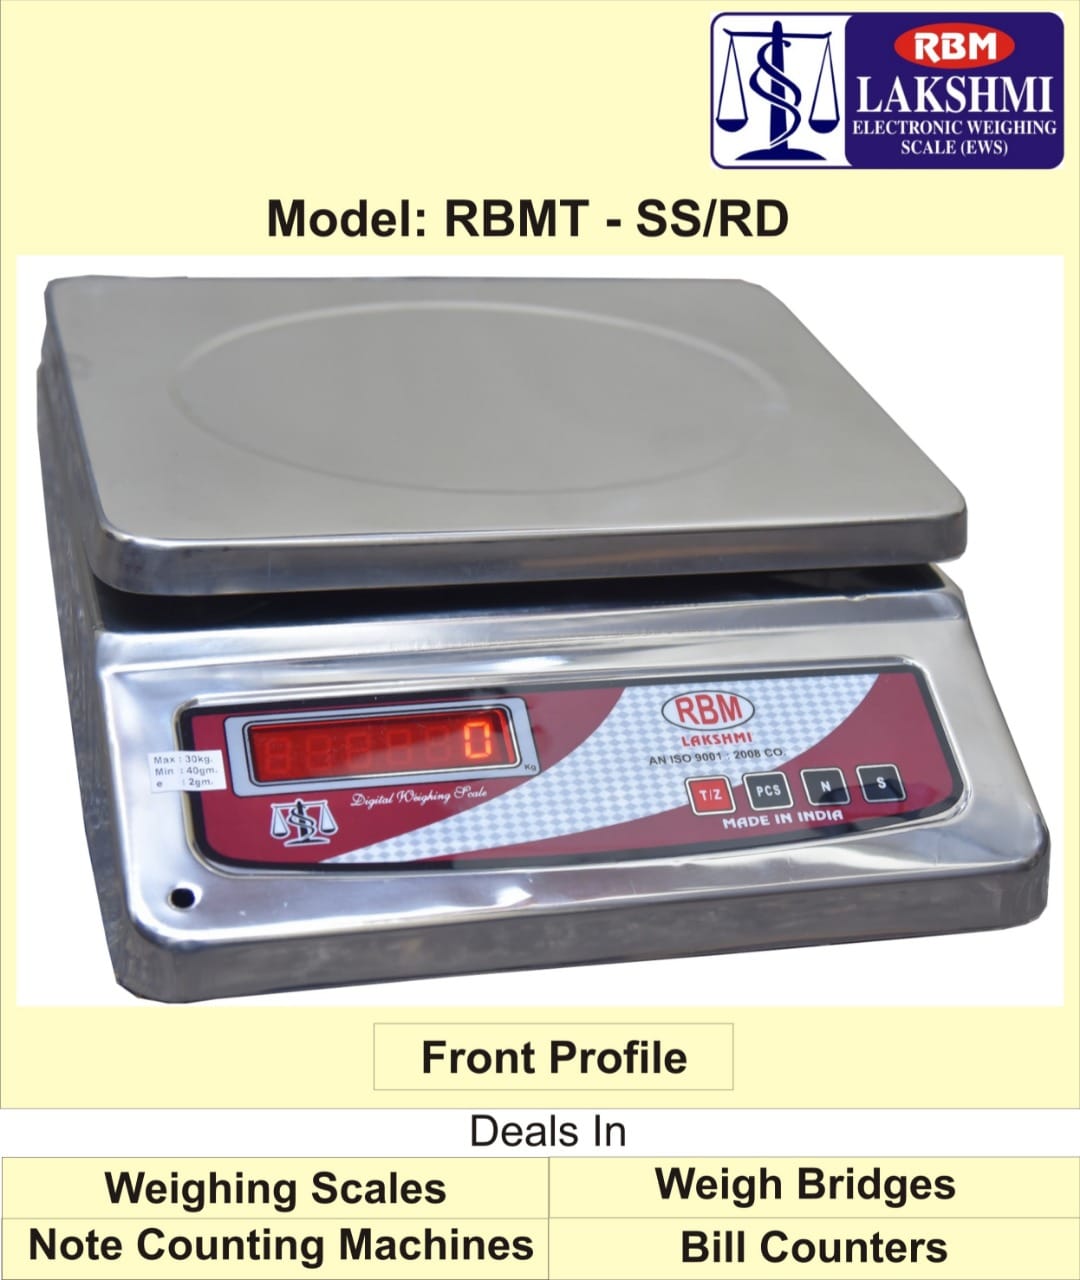 RBM
LAKSHMI
ELECTRONIC WEIGHING
SCALE (EWS)
Model: RBMT - SS/RD
Max : 30kg.
Min : 40gm.
e : 2gm.
0
Kg
Digital Weighing Scale
RBM
LAKSHMI
AN ISO 9001 : 2008 CO.
T/Z PCS N S
MADE IN INDIA
Front Profile
Deals In
Weighing Scales
Weigh Bridges
Note Counting Machines
Bill Counters